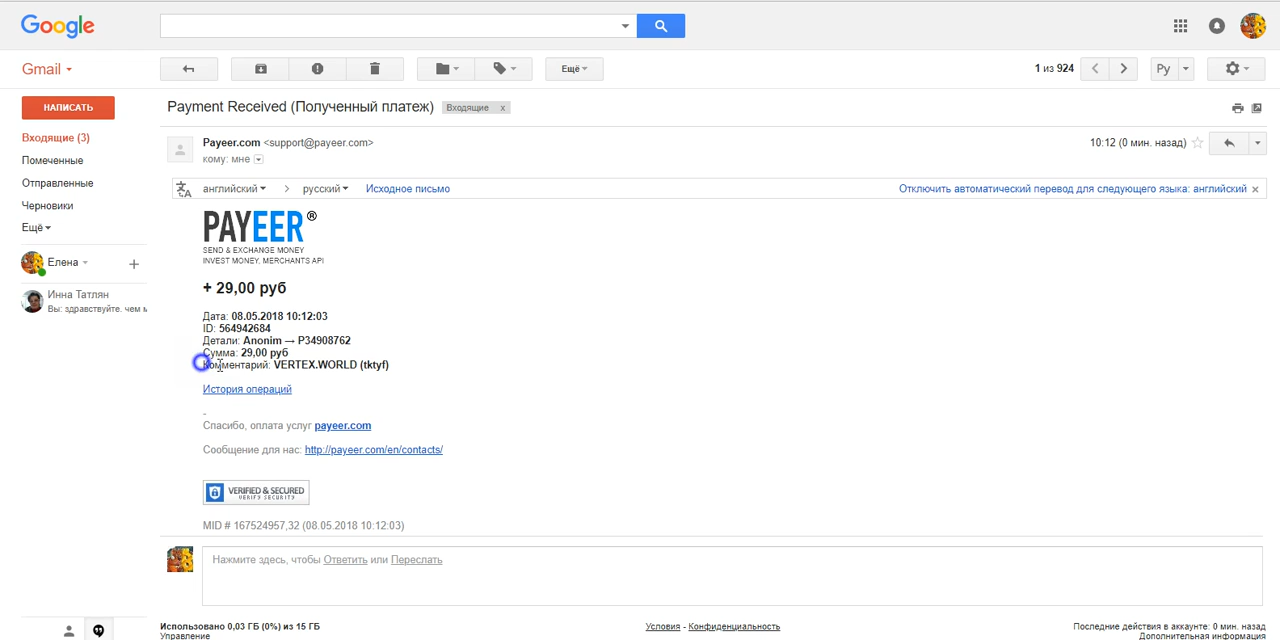 Google
Gmail
Ещё
1 из 924
Ру
НАПИСАТЬ
Входящие (3)
Помеченные
Отправленные
Черновики
Ещё
Елена
Инна Татлян
Вы: здравствуйте. чем м
Payment Received (Полученный платеж) Входящие x
Payeer.com <support@payeer.com>
10:12 (0 мин. назад)
кому: мне
английский > русский Исходное письмо
Отключить автоматический перевод для следующего языка: английский ×
PAYEER®
SEND & EXCHANGE MONEY
INVEST MONEY, MERCHANTS API
+ 29,00 руб
Дата: 08.05.2018 10:12:03
ID: 564942684
Детали: Anonim → P34908762
Сумма: 29,00 руб
Комментарий: VERTEX.WORLD (tktyf)
История операций
-
Спасибо, оплата услуг payeer.com
Сообщение для нас: http://payeer.com/en/contacts/
VERIFIED & SECURED
VERIFY SECURITY
MID # 167524957,32 (08.05.2018 10:12:03)
Нажмите здесь, чтобы Ответить или Переслать
Использовано 0,03 ГБ (0%) из 15 ГБ
Управление
Условия - Конфиденциальность
Последние действия в аккаунте: 0 мин. назад
Дополнительная информация